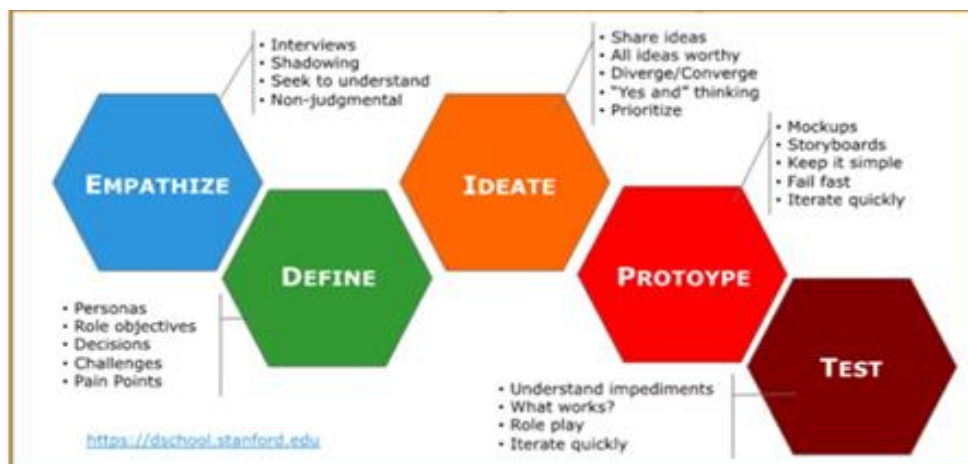 • Interviews
• Shadowing
• Seek to understand
• Non-judgmental
EMPATHIZE
• Personas
• Role objectives
• Decisions
• Challenges
• Pain Points
DEFINE
• Share ideas
• All ideas worthy
• Diverge/Converge
• "Yes and" thinking
• Prioritize
IDEATE
• Mockups
• Storyboards
• Keep it simple
• Fail fast
• Iterate quickly
PROTOYPE
• Understand impediments
• What works?
• Role play
• Iterate quickly
TEST
https://dschool.stanford.edu